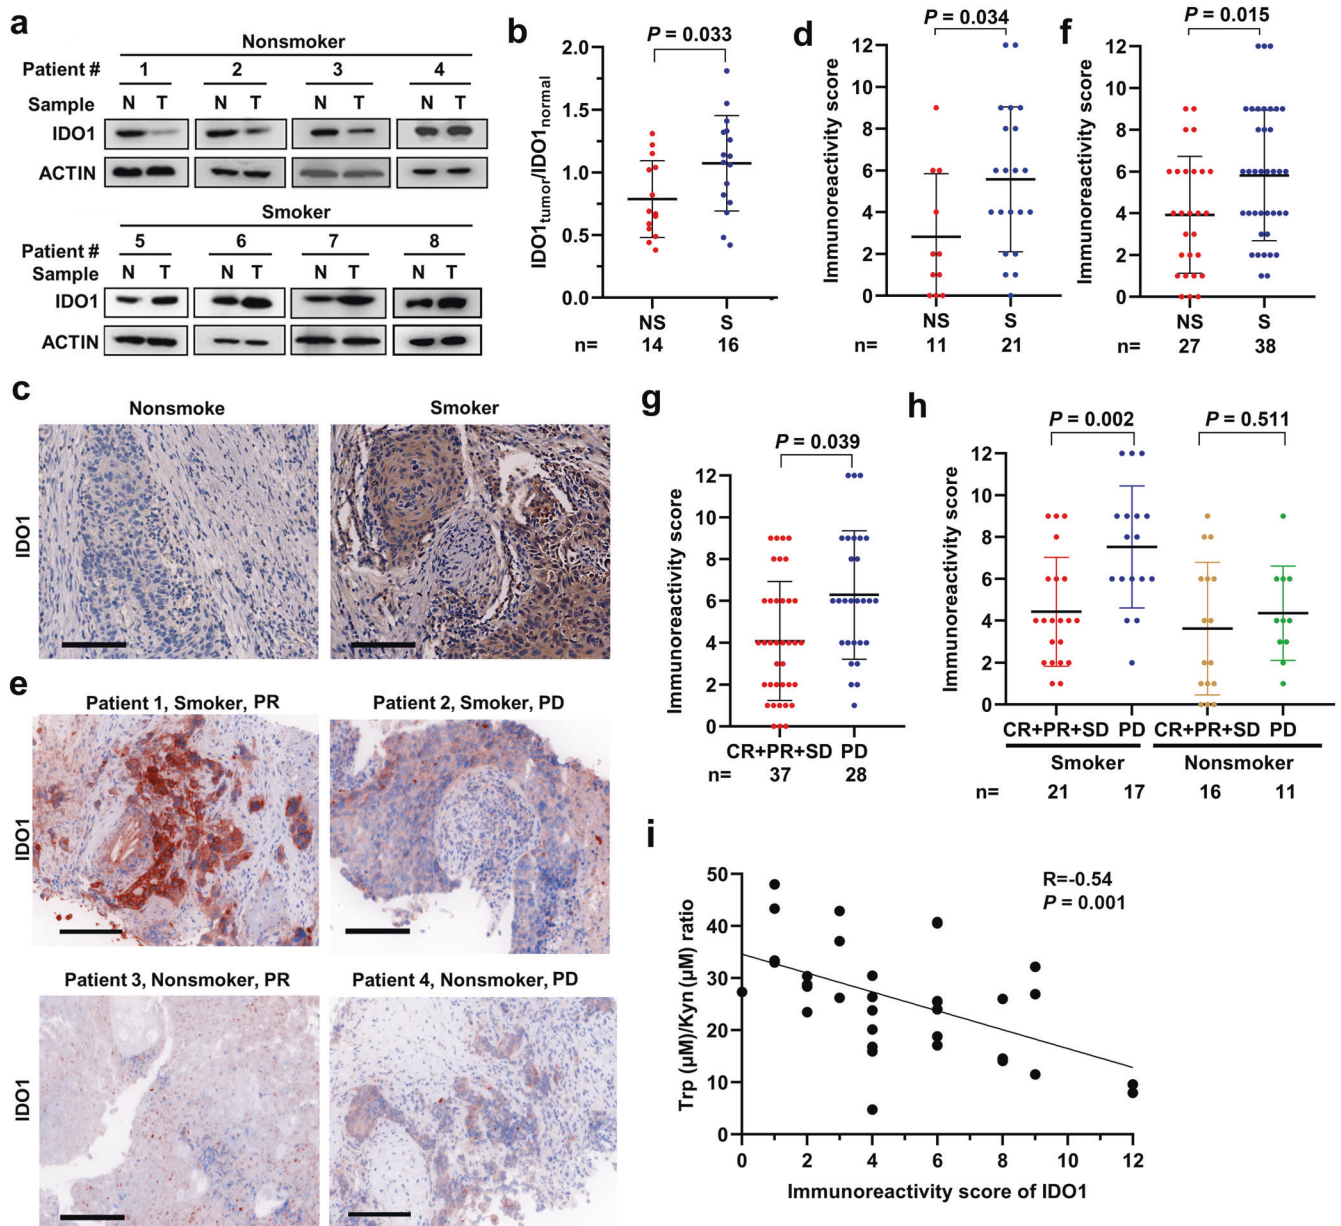 a
Nonsmoker
Patient # 1 2 3 4
Sample N T N T N T N T
IDO1
ACTIN
Smoker
Patient # 5 6 7 8
Sample N T N T N T N T
IDO1
ACTIN
b
P = 0.033
IDO1tumor/IDO1normal
2.0
1.5
1.0
0.5
0.0
NS S
n= 14 16
d
P = 0.034
Immunoreactivity score
12
10
8
6
4
2
0
NS S
n= 11 21
f
P = 0.015
Immunoreactivity score
12
10
8
6
4
2
0
NS S
n= 27 38
c
Nonsmoke Smoker
IDO1
e
Patient 1, Smoker, PR Patient 2, Smoker, PD
IDO1
Patient 3, Nonsmoker, PR Patient 4, Nonsmoker, PD
IDO1
g
P = 0.039
Immunoreactivity score
12
10
8
6
4
2
0
CR+PR+SD PD
n= 37 28
h
P = 0.002 P = 0.511
Immunoreactivity score
12
10
8
6
4
2
0
CR+PR+SD PD CR+PR+SD PD
Smoker Nonsmoker
n= 21 17 16 11
i
R=-0.54
P = 0.001
Trp (μM)/Kyn (μM) ratio
50
40
30
20
10
0
0 2 4 6 8 10 12
Immunoreactivity score of IDO1